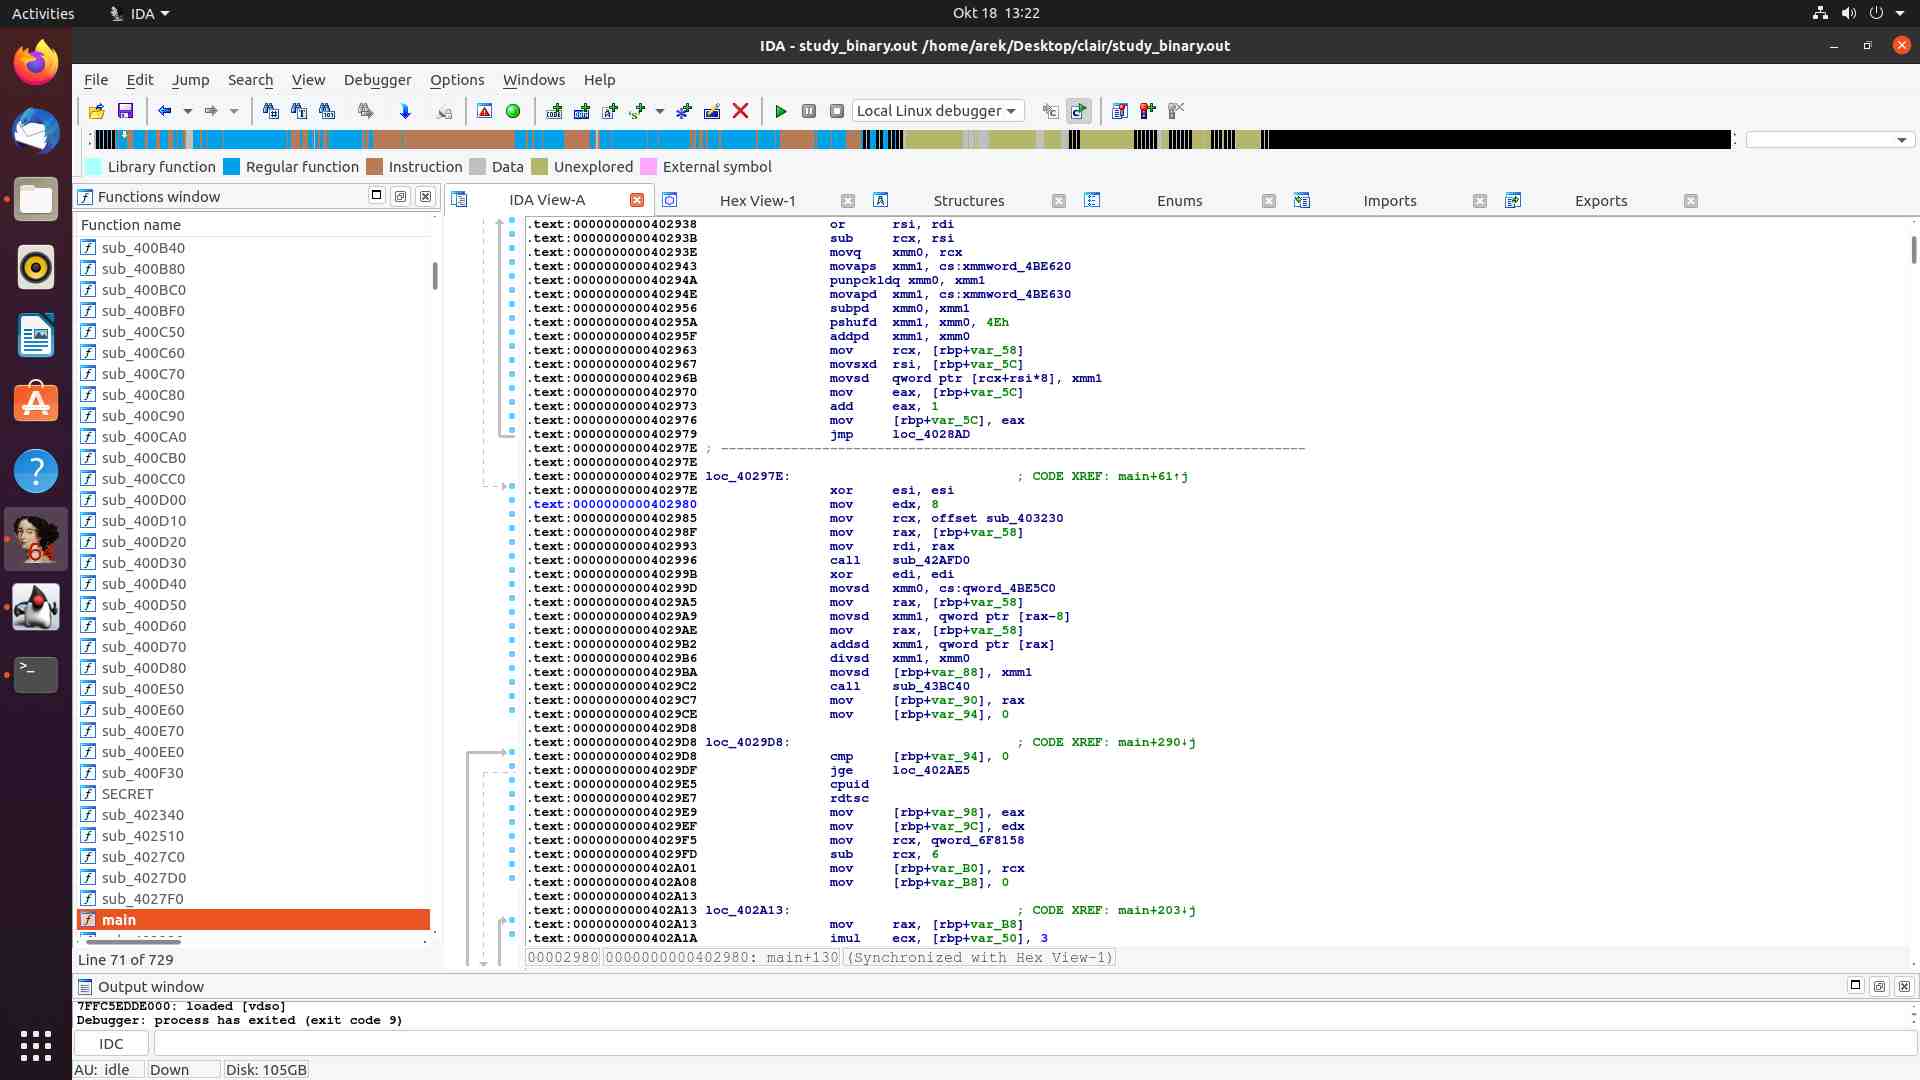 Activities
IDA
Okt 18 13:22
IDA - study_binary.out /home/arek/Desktop/clair/study_binary.out
File Edit Jump Search View Debugger Options Windows Help
Local Linux debugger
Library function Regular function Instruction Data Unexplored External symbol
Functions window
Function name
sub_400B40
sub_400B80
sub_400BC0
sub_400BF0
sub_400C50
sub_400C60
sub_400C70
sub_400C80
sub_400C90
sub_400CA0
sub_400CB0
sub_400CC0
sub_400D00
sub_400D10
sub_400D20
sub_400D30
sub_400D40
sub_400D50
sub_400D60
sub_400D70
sub_400D80
sub_400E50
sub_400E60
sub_400E70
sub_400EE0
sub_400F30
SECRET
sub_402340
sub_402510
sub_4027C0
sub_4027D0
sub_4027F0
main
Line 71 of 729
IDA View-A Hex View-1 Structures Enums Imports Exports
.text:0000000000402938 or rsi, rdi
.text:000000000040293B sub rcx, rsi
.text:000000000040293E movq xmm0, rcx
.text:0000000000402943 movaps xmm1, cs:xmmword_4BE620
.text:000000000040294A punpckldq xmm0, xmm1
.text:000000000040294E movapd xmm1, cs:xmmword_4BE630
.text:0000000000402956 subpd xmm0, xmm1
.text:000000000040295A pshufd xmm1, xmm0, 4Eh
.text:000000000040295F addpd xmm1, xmm0
.text:0000000000402963 mov rcx, [rbp+var_58]
.text:0000000000402967 movsxd rsi, [rbp+var_5C]
.text:000000000040296B movsd qword ptr [rcx+rsi*8], xmm1
.text:0000000000402970 mov eax, [rbp+var_5C]
.text:0000000000402973 add eax, 1
.text:0000000000402976 mov [rbp+var_5C], eax
.text:0000000000402979 jmp loc_4028AD
.text:000000000040297E ; ---------------------------------------------------------------------------
.text:000000000040297E
.text:000000000040297E loc_40297E: ; CODE XREF: main+61↑j
.text:000000000040297E xor esi, esi
.text:0000000000402980 mov edx, 8
.text:0000000000402985 mov rcx, offset sub_403230
.text:000000000040298F mov rax, [rbp+var_58]
.text:0000000000402993 mov rdi, rax
.text:0000000000402996 call sub_42AFD0
.text:000000000040299B xor edi, edi
.text:000000000040299D movsd xmm0, cs:qword_4BE5C0
.text:00000000004029A5 mov rax, [rbp+var_58]
.text:00000000004029A9 movsd xmm1, qword ptr [rax-8]
.text:00000000004029AE mov rax, [rbp+var_58]
.text:00000000004029B2 addsd xmm1, qword ptr [rax]
.text:00000000004029B6 divsd xmm1, xmm0
.text:00000000004029BA movsd [rbp+var_88], xmm1
.text:00000000004029C2 call sub_43BC40
.text:00000000004029C7 mov [rbp+var_90], rax
.text:00000000004029CE mov [rbp+var_94], 0
.text:00000000004029D8
.text:00000000004029D8 loc_4029D8: ; CODE XREF: main+290↓j
.text:00000000004029D8 cmp [rbp+var_94], 0
.text:00000000004029DF jge loc_402AE5
.text:00000000004029E5 cpuid
.text:00000000004029E7 rdtsc
.text:00000000004029E9 mov [rbp+var_98], eax
.text:00000000004029EF mov [rbp+var_9C], edx
.text:00000000004029F5 mov rcx, qword_6F8158
.text:00000000004029FD sub rcx, 6
.text:0000000000402A01 mov [rbp+var_B0], rcx
.text:0000000000402A08 mov [rbp+var_B8], 0
.text:0000000000402A13
.text:0000000000402A13 loc_402A13: ; CODE XREF: main+203↓j
.text:0000000000402A13 mov rax, [rbp+var_B8]
.text:0000000000402A1A imul ecx, [rbp+var_50], 3
00002980 0000000000402980: main+130 (Synchronized with Hex View-1)
Output window
7FFC5EDDE000: loaded [vdso]
Debugger: process has exited (exit code 9)
IDC
AU: idle Down Disk: 105GB